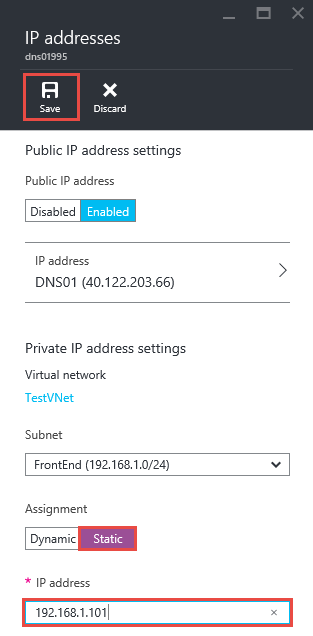 IP addresses
dns01995
Save Discard
Public IP address settings
Public IP address
Disabled Enabled
IP address
DNS01 (40.122.203.66)
Private IP address settings
Virtual network
TestVNet
Subnet
FrontEnd (192.168.1.0/24)
Assignment
Dynamic Static
* IP address
192.168.1.101